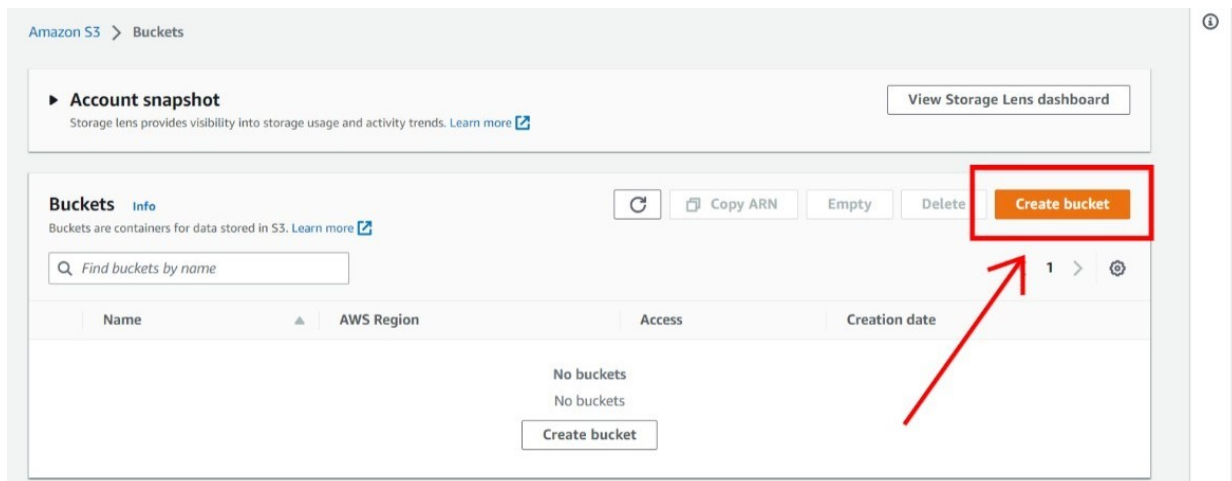 Amazon S3 > Buckets
Account snapshot
View Storage Lens dashboard
Storage lens provides visibility into storage usage and activity trends. Learn more
Buckets Info
Copy ARN Empty Delete Create bucket
Buckets are containers for data stored in S3. Learn more
Find buckets by name
1 >
Name AWS Region Access Creation date
No buckets
No buckets
Create bucket